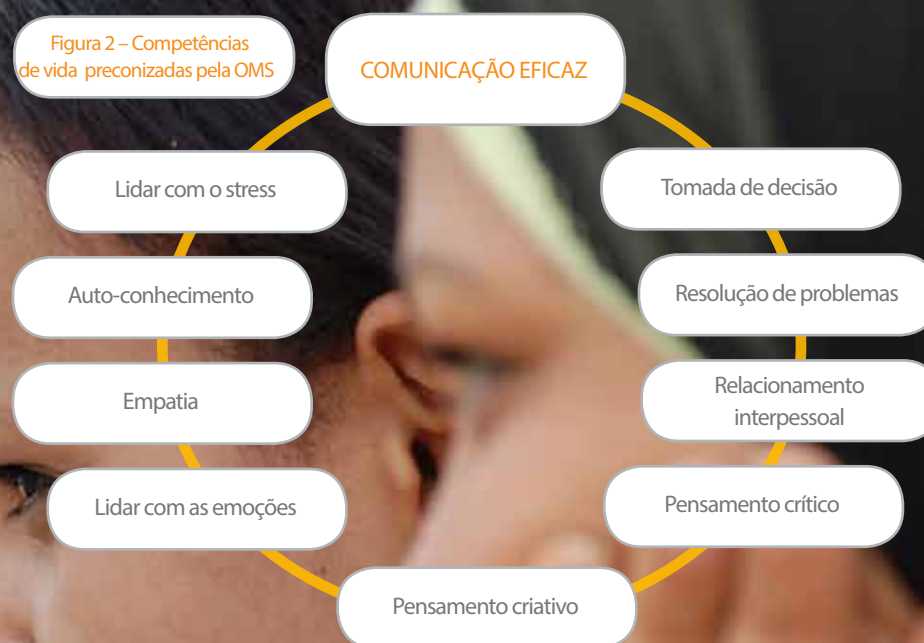 Figura 2 – Competências
de vida preconizadas pela OMS
COMUNICAÇÃO EFICAZ
Lidar com o stress
Tomada de decisão
Auto-conhecimento
Resolução de problemas
Empatia
Relacionamento
interpessoal
Lidar com as emoções
Pensamento crítico
Pensamento criativo